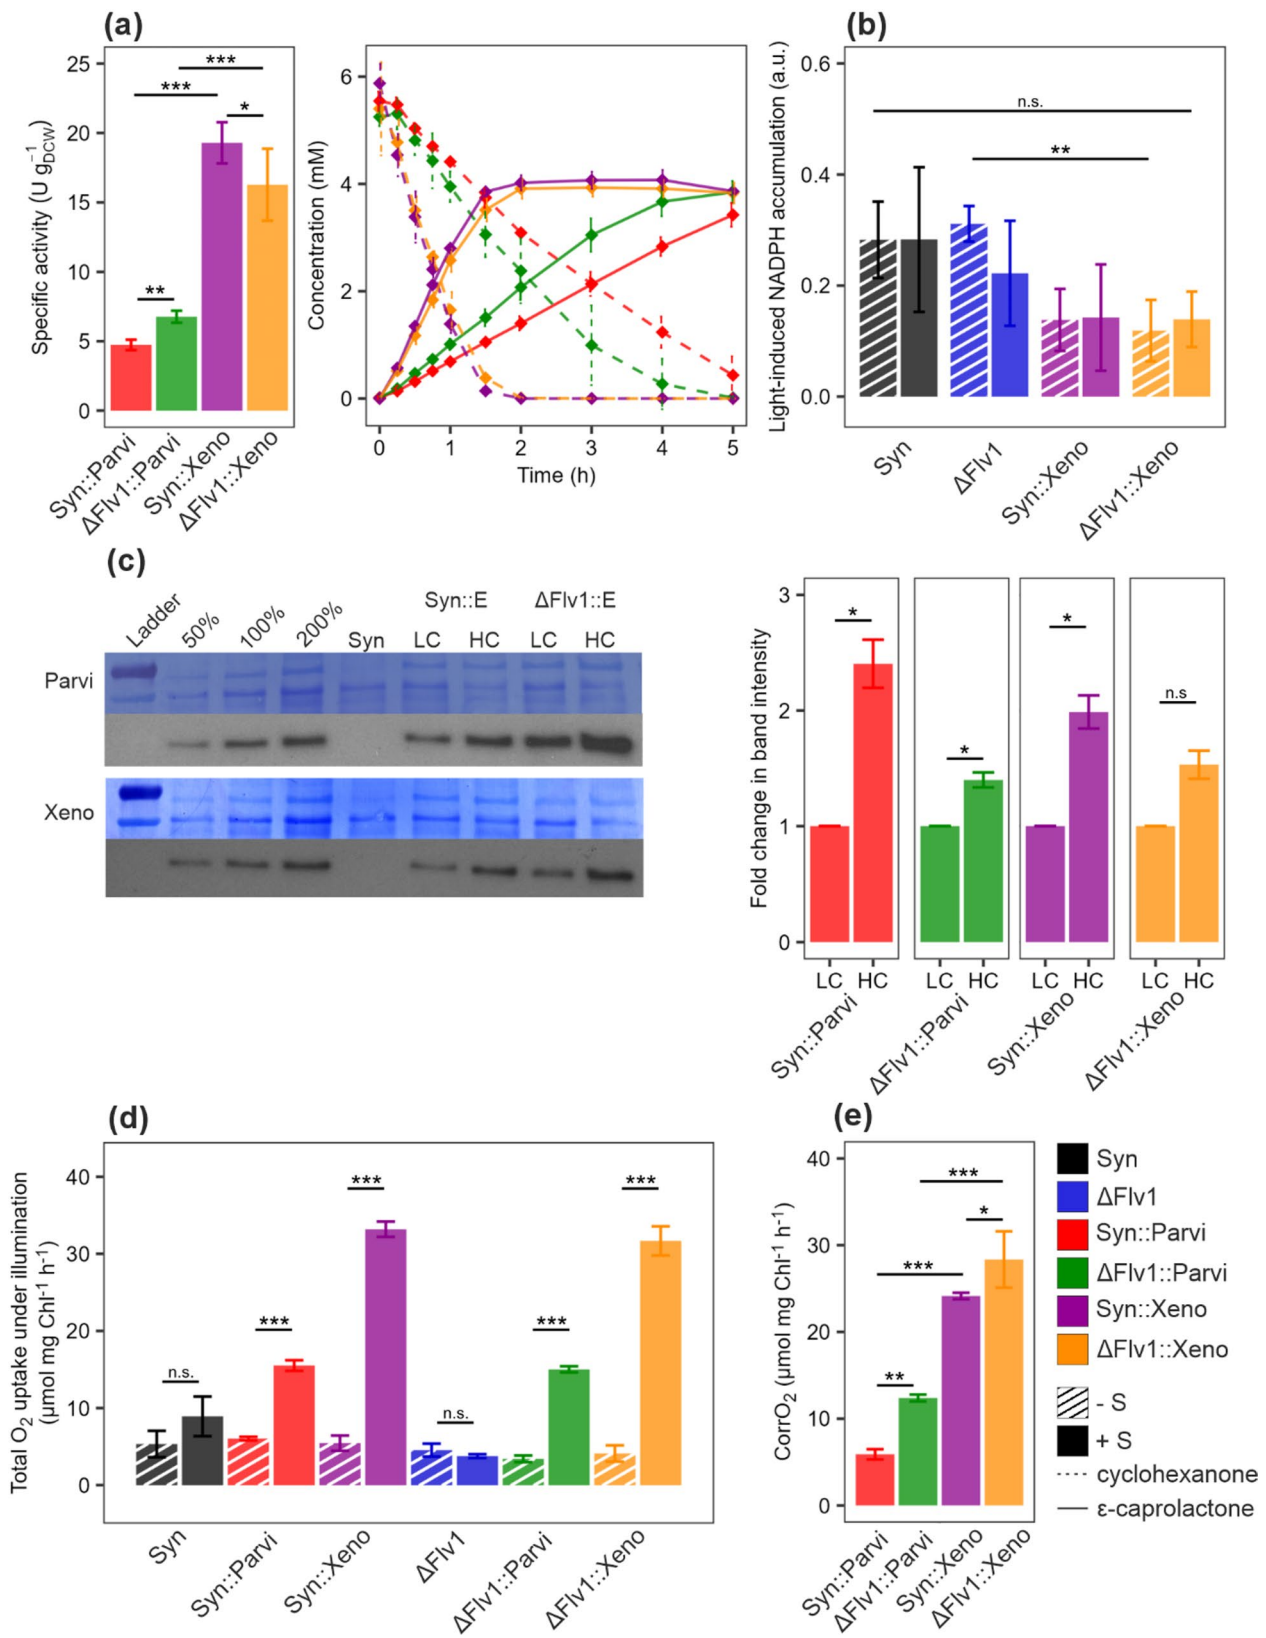 (a)
Specific activity (U g⁻¹DCW)
25
20
15
10
5
0
***
***
*
**
Syn::Parvi
ΔFlv1::Parvi
Syn::Xeno
ΔFlv1::Xeno
Concentration (mM)
6
4
2
0
0 1 2 3 4 5
Time (h)
(b)
Light-induced NADPH accumulation (a.u.)
0.6
0.4
0.2
0.0
n.s.
**
Syn
ΔFlv1
Syn::Xeno
ΔFlv1::Xeno
(c)
Syn::E ΔFlv1::E
Ladder 50% 100% 200% Syn LC HC LC HC
Parvi
Xeno
Fold change in band intensity
3
2
1
0
*
*
*
n.s
LC HC LC HC LC HC LC HC
Syn::Parvi
ΔFlv1::Parvi
Syn::Xeno
ΔFlv1::Xeno
(d)
Total O₂ uptake under illumination
(µmol mg Chl⁻¹ h⁻¹)
40
30
20
10
0
n.s.
***
***
n.s.
***
***
Syn
Syn::Parvi
Syn::Xeno
ΔFlv1
ΔFlv1::Parvi
ΔFlv1::Xeno
(e)
CorrO₂ (µmol mg Chl⁻¹ h⁻¹)
40
30
20
10
0
***
*
***
**
Syn::Parvi
ΔFlv1::Parvi
Syn::Xeno
ΔFlv1::Xeno
Syn
ΔFlv1
Syn::Parvi
ΔFlv1::Parvi
Syn::Xeno
ΔFlv1::Xeno
- S
+ S
cyclohexanone
ε-caprolactone